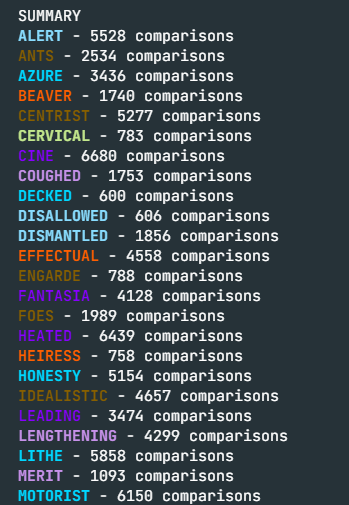 SUMMARY
ALERT - 5528 comparisons
ANTS - 2534 comparisons
AZURE - 3436 comparisons
BEAVER - 1740 comparisons
CENTRIST - 5277 comparisons
CERVICAL - 783 comparisons
CINE - 6680 comparisons
COUGHED - 1753 comparisons
DECKED - 600 comparisons
DISALLOWED - 606 comparisons
DISMANTLED - 1856 comparisons
EFFECTUAL - 4558 comparisons
ENGARDE - 788 comparisons
FANTASIA - 4128 comparisons
FOES - 1989 comparisons
HEATED - 6439 comparisons
HEIRESS - 758 comparisons
HONESTY - 5154 comparisons
IDEALISTIC - 4657 comparisons
LEADING - 3474 comparisons
LENGTHENING - 4299 comparisons
LITHE - 5858 comparisons
MERIT - 1093 comparisons
MOTORIST - 6150 comparisons